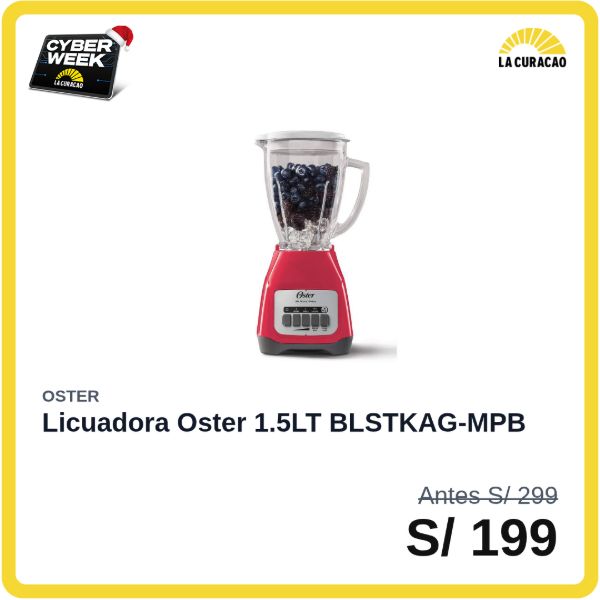 CYBER
WEEK
LA CURACAO
LA CURACAO
Oster
OSTER
Licuadora Oster 1.5LT BLSTKAG-MPB
Antes S/ 299
S/ 199